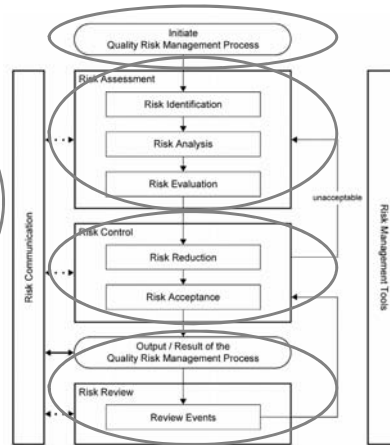 Initiate
Quality Risk Management Process
Risk Assessment
Risk Identification
Risk Analysis
Risk Evaluation
unacceptable
Risk Control
Risk Reduction
Risk Acceptance
Output / Result of the
Quality Risk Management Process
Risk Review
Review Events
Risk Communication
Risk Management Tools